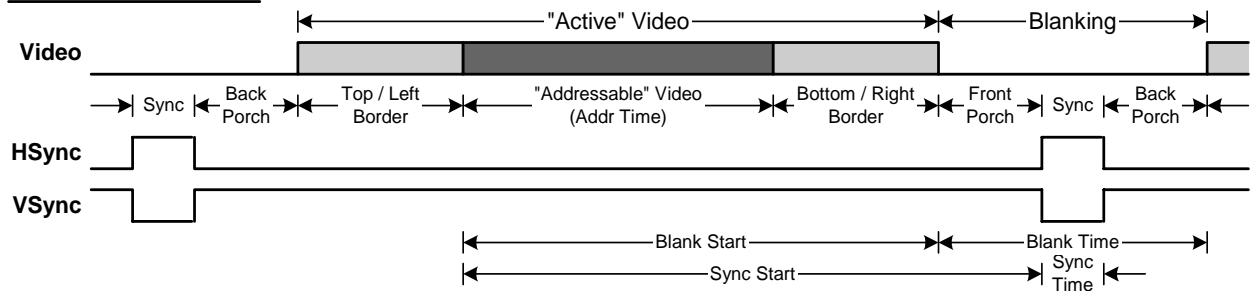 "Active" Video
Blanking
Video
Sync
Back Porch
Top / Left Border
"Addressable" Video (Addr Time)
Bottom / Right Border
Front Porch
Sync
Back Porch
HSync
VSync
Blank Start
Blank Time
Sync Start
Sync Time